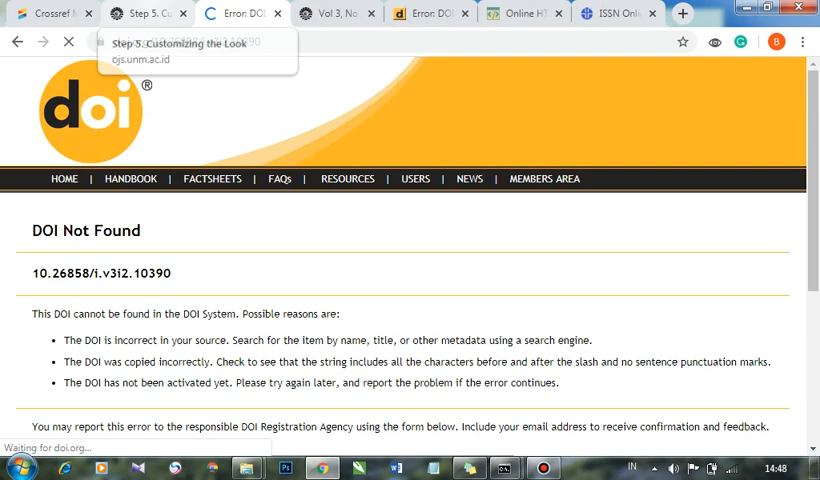 Crossref M
Step 5. Cu
Error: DOI
Vol 3, No
Error: DOI
Online HT
ISSN Onli
Step 5. Customizing the Look
ojs.unm.ac.id
B
doi®
HOME | HANDBOOK | FACTSHEETS | FAQs | RESOURCES | USERS | NEWS | MEMBERS AREA
DOI Not Found
10.26858/i.v3i2.10390
This DOI cannot be found in the DOI System. Possible reasons are:
• The DOI is incorrect in your source. Search for the item by name, title, or other metadata using a search engine.
• The DOI was copied incorrectly. Check to see that the string includes all the characters before and after the slash and no sentence punctuation marks.
• The DOI has not been activated yet. Please try again later, and report the problem if the error continues.
You may report this error to the responsible DOI Registration Agency using the form below. Include your email address to receive confirmation and feedback.
Waiting for doi.org...
IN
14:48